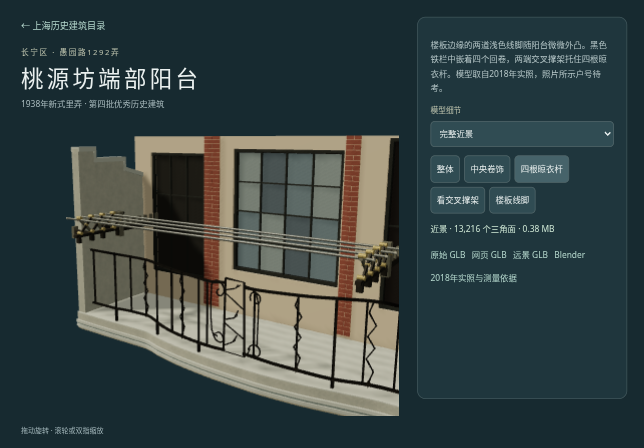 ← 上海历史建筑目录
长宁区 · 愚园路1292弄
桃源坊端部阳台
1938年新式里弄 · 第四批优秀历史建筑
楼板边缘的两道浅色线脚随阳台微微外凸。黑色
铁栏中嵌着四个回卷，两端交叉撑架托住四根晾
衣杆。模型取自2018年实照，照片所示户号待
考。
模型细节
完整近景
整体
中央卷饰
四根晾衣杆
看交叉撑架
楼板线脚
近景 · 13,216 个三角面 · 0.38 MB
原始 GLB 网页 GLB 远景 GLB Blender
2018年实照与测量依据
拖动旋转 · 滚轮或双指缩放